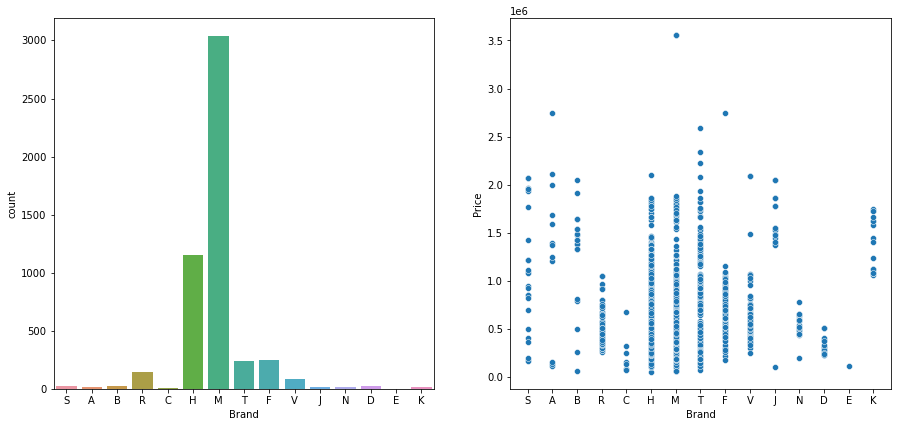 3000
2500
2000
1500
1000
500
0
count
S A B R C H M T F V J N D E K
Brand
1e6
3.5
3.0
2.5
2.0
1.5
1.0
0.5
0.0
Price
S A B R C H M T F V J N D E K
Brand